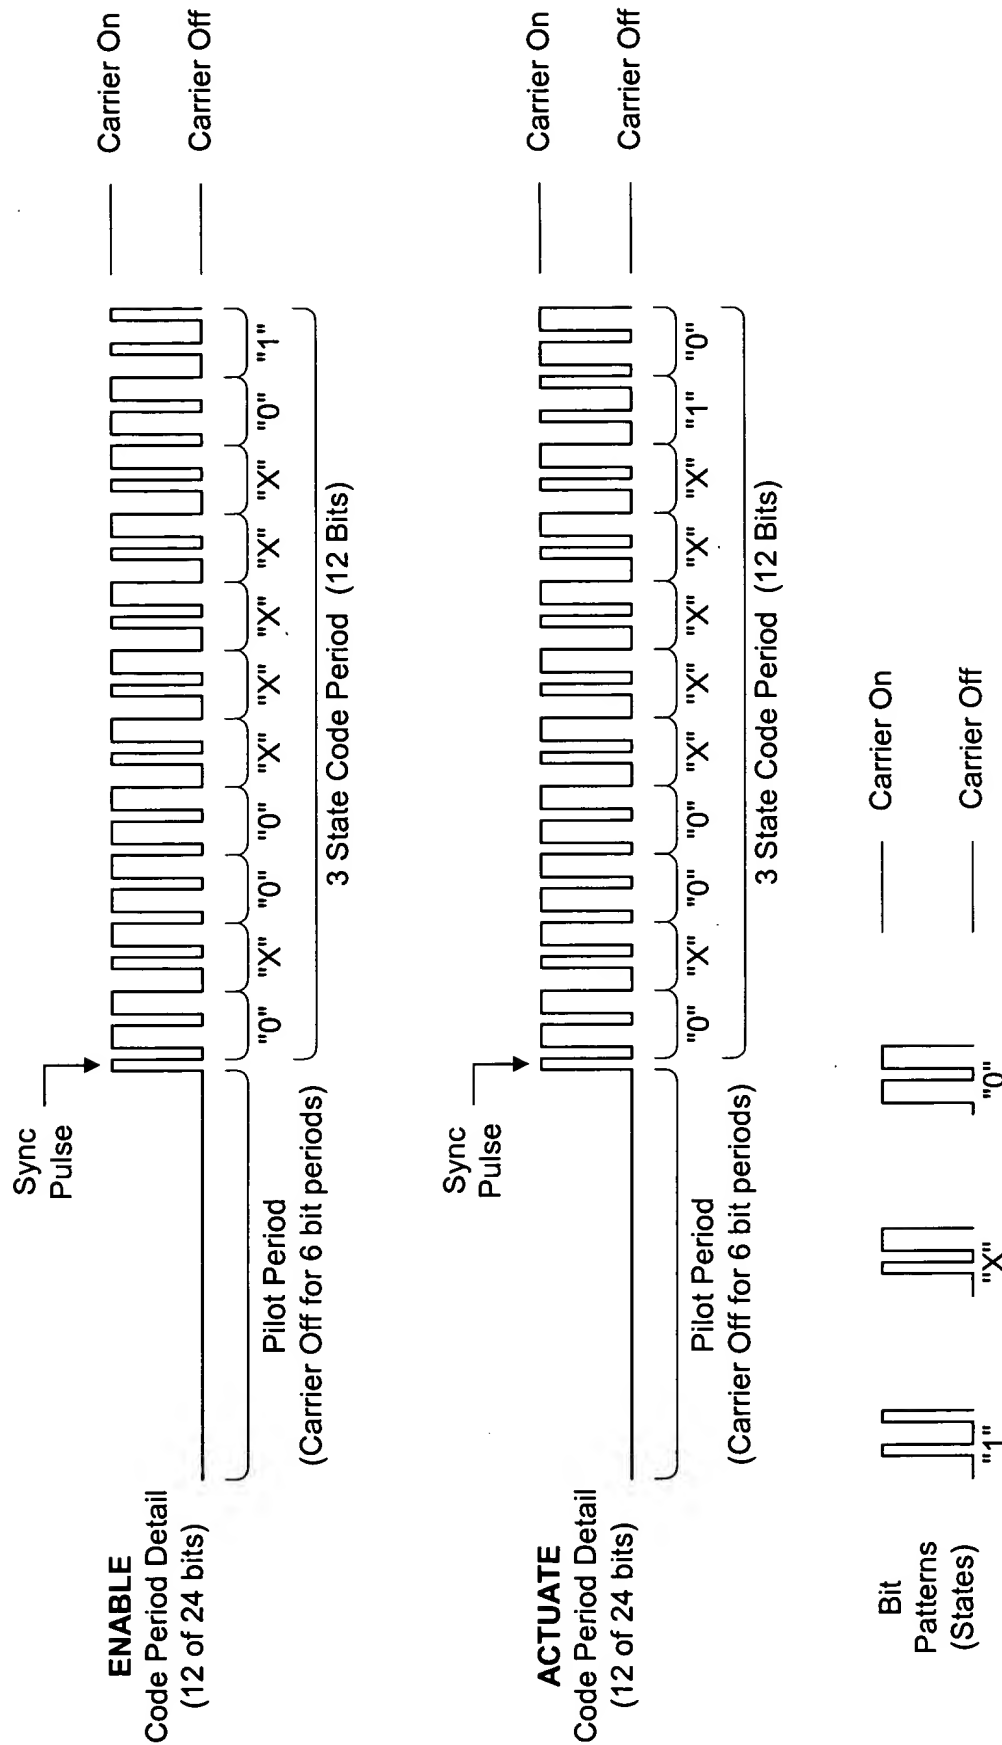 Sync
Pulse
Carrier On
Carrier Off
ENABLE
Code Period Detail
(12 of 24 bits)
Pilot Period
(Carrier Off for 6 bit periods)
"0" "X" "0" "0" "X" "X" "X" "X" "X" "0" "1"
3 State Code Period (12 Bits)
Sync
Pulse
Carrier On
Carrier Off
ACTUATE
Code Period Detail
(12 of 24 bits)
Pilot Period
(Carrier Off for 6 bit periods)
"0" "X" "0" "0" "X" "X" "X" "X" "X" "1" "0"
3 State Code Period (12 Bits)
Bit
Patterns
(States)
"1" "X" "0"
Carrier On
Carrier Off